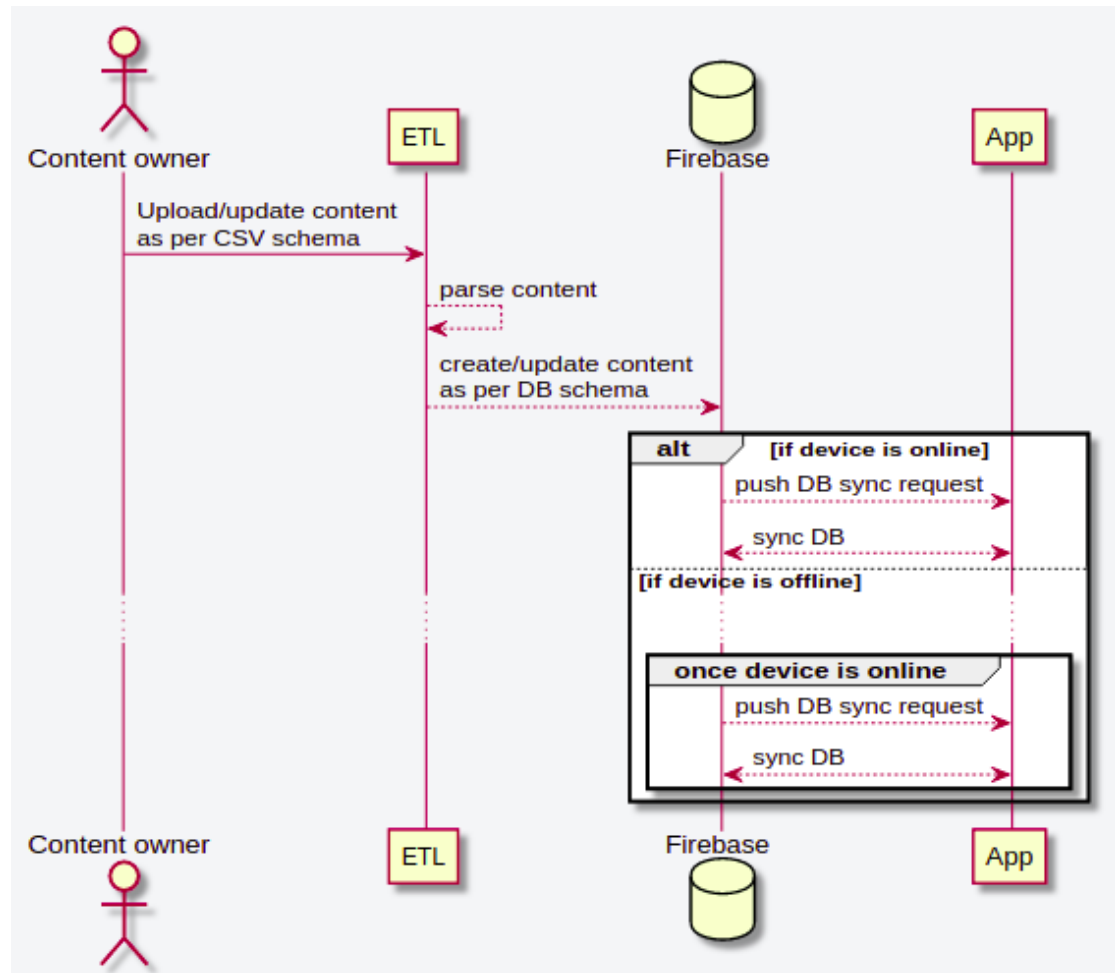 Content owner
ETL
Firebase
App
Upload/update content
as per CSV schema
parse content
create/update content
as per DB schema
alt [if device is online]
push DB sync request
sync DB
[if device is offline]
once device is online
push DB sync request
sync DB
Content owner
ETL
Firebase
App